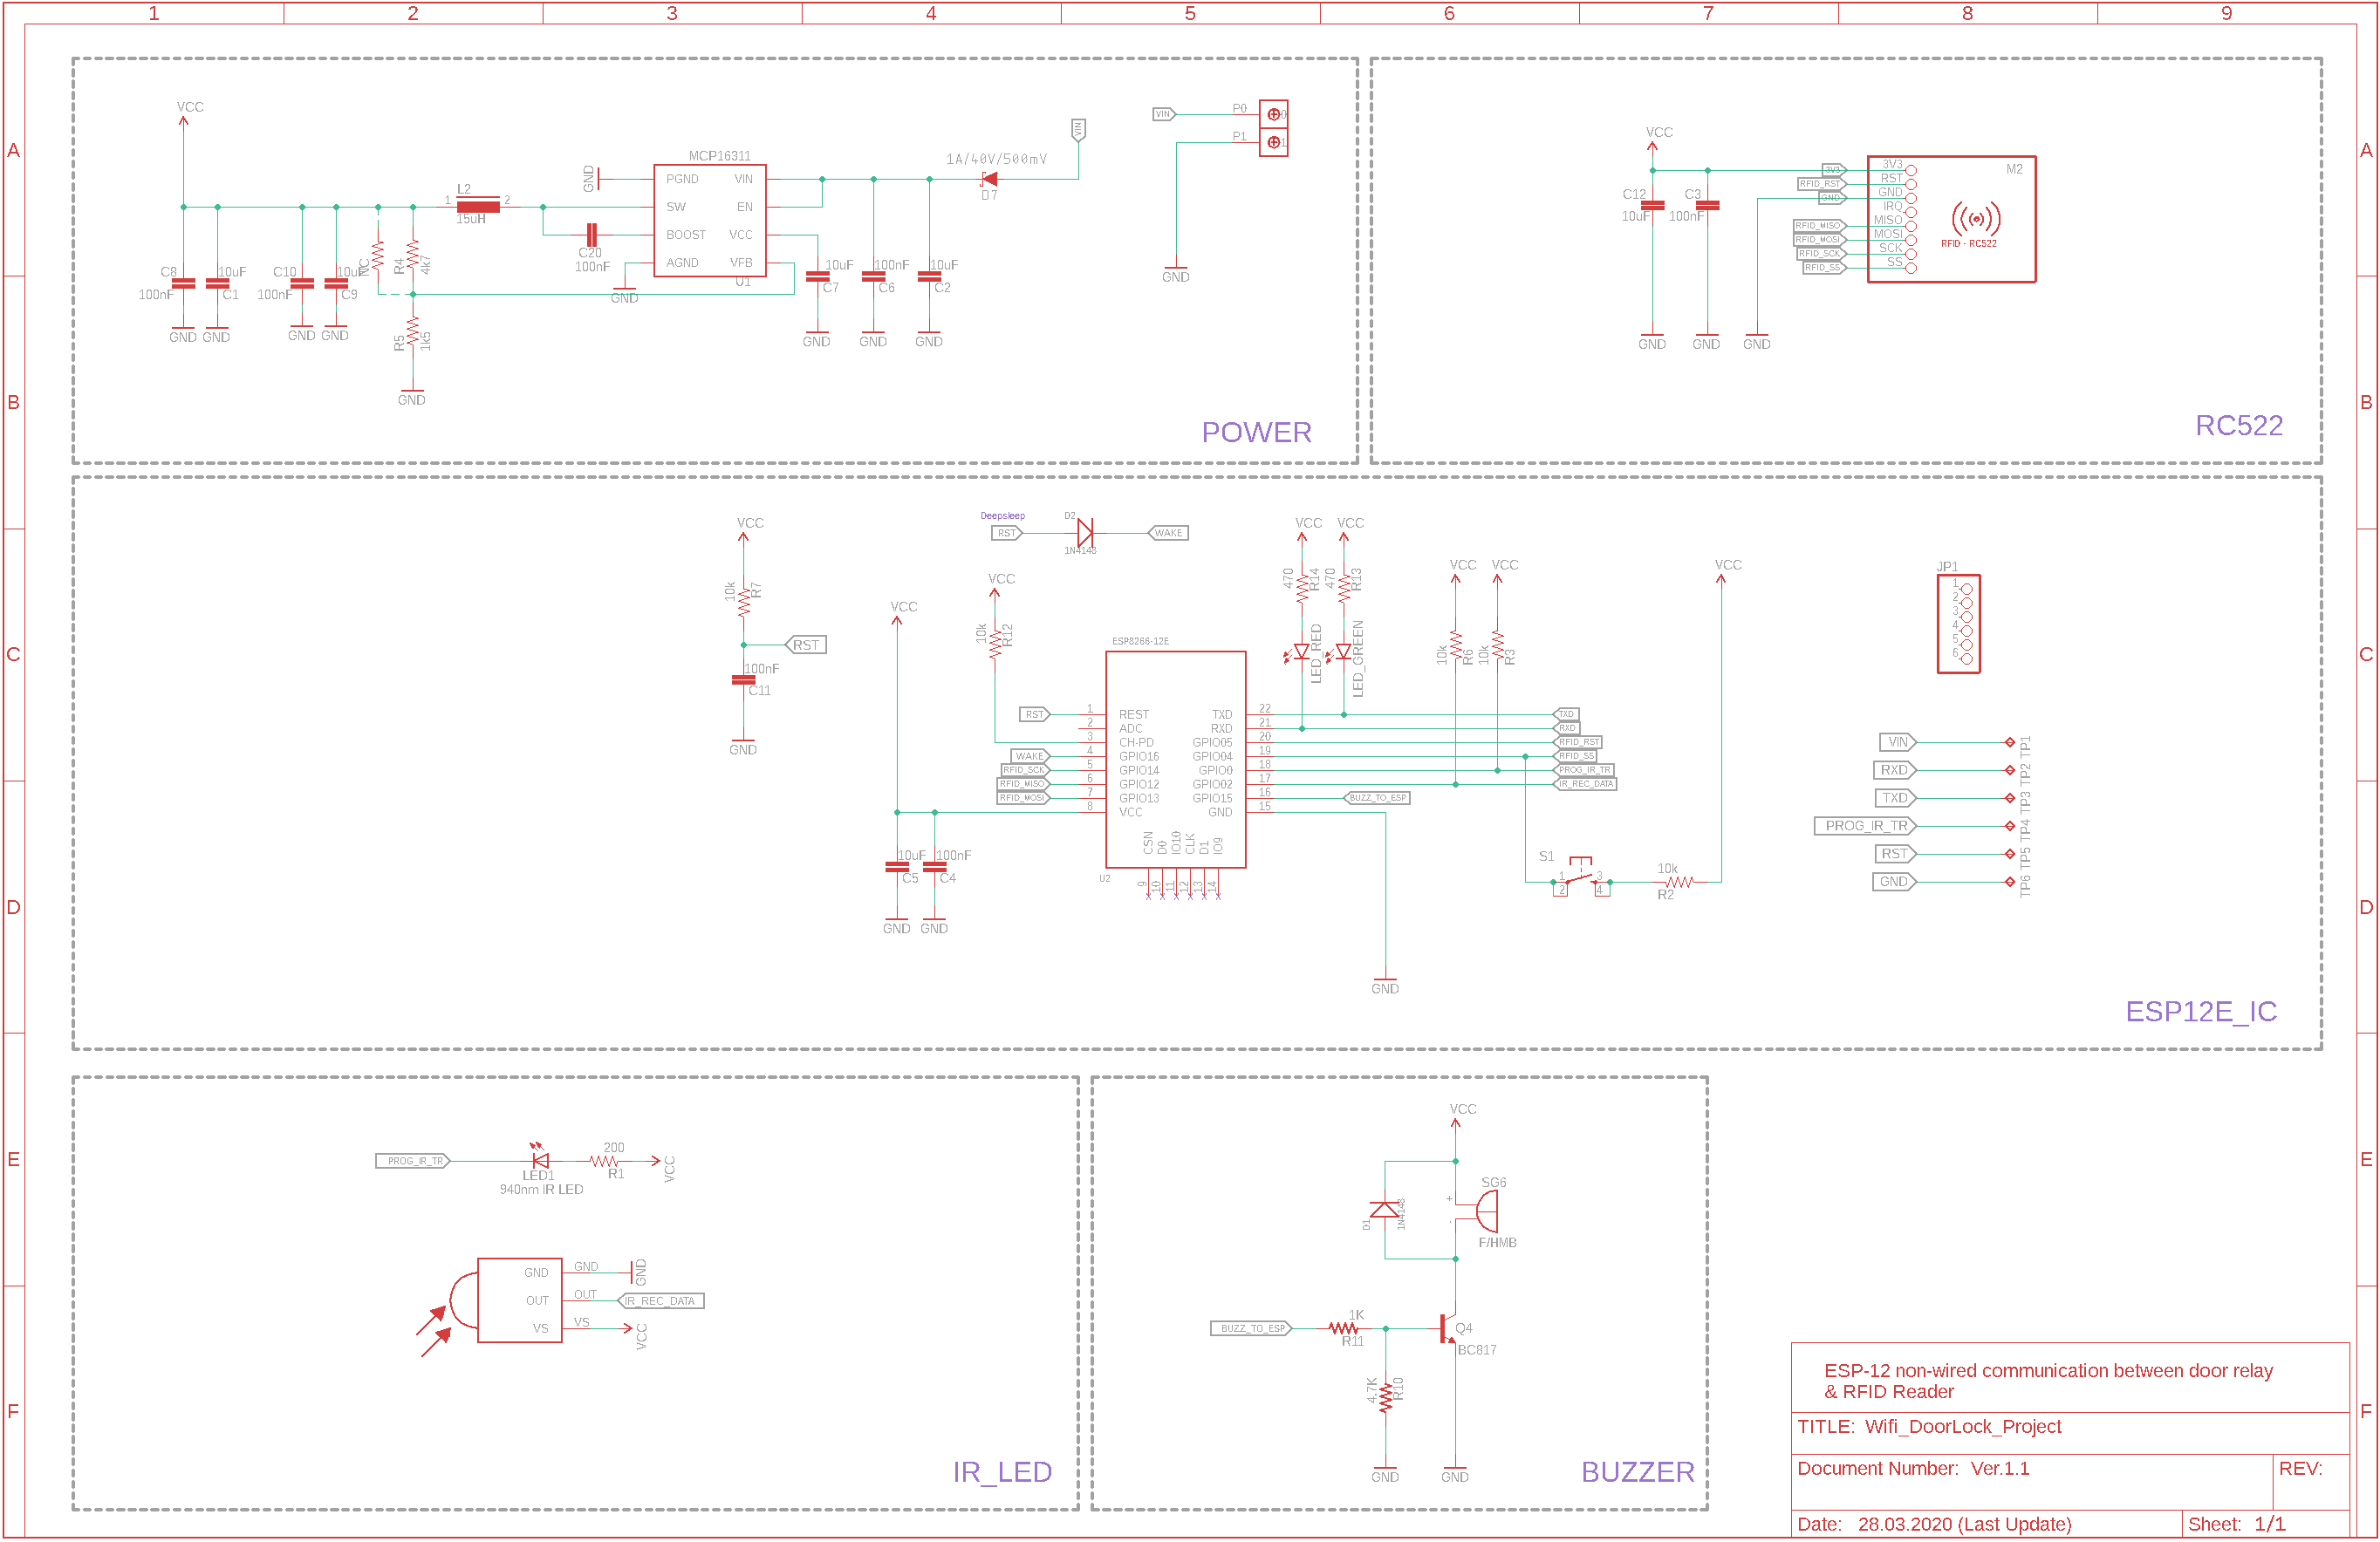 1 2 3 4 5 6 7 8 9
A
B
C
D
E
F
A
B
C
D
E
F
VCC
C8
100nF
10uF
C1
C10
100nF
10uF
C9
NC
R4
4k7
R5
1k5
GND GND
GND GND
GND
L2
1 2
15uH
C20
100nF
GND
GND
MCP16311
PGND VIN
SW EN
BOOST VCC
AGND VFB
U1
10uF
C7
100nF
C6
10uF
C2
GND GND GND
1A/40V/500mV
D7
VIN
VIN
P0
P1
0
1
GND
POWER
VCC
C12
10uF
C3
100nF
GND GND GND
3V3
RFID_RST
GND
RFID_MISO
RFID_MOSI
RFID_SCK
RFID_SS
3V3
RST
GND
IRQ
MISO
MOSI
SCK
SS
M2
RFID - RC522
RC522
VCC
10k
R7
RST
100nF
C11
GND
Deepsleep
RST
D2
1N4148
WAKE
VCC
VCC
10k
R12
10uF
C5
100nF
C4
GND GND
ESP8266-12E
RST
WAKE
RFID_SCK
RFID_MISO
RFID_MOSI
1 REST TXD 22
2 ADC RXD 21
3 CH-PD GPIO05 20
4 GPIO16 GPIO04 19
5 GPIO14 GPIO0 18
6 GPIO12 GPIO02 17
7 GPIO13 GPIO15 16
8 VCC GND 15
CSN D0 IO10 CLK D1 IO9
9 10 11 12 13 14
U2
VCC VCC
470
R14
470
R13
LED_RED
LED_GREEN
VCC VCC
10k
R6
10k
R3
VCC
TXD
RXD
RFID_RST
RFID_SS
PROG_IR_TR
IR_REC_DATA
BUZZ_TO_ESP
GND
S1
1 3
2 4
10k
R2
JP1
1
2
3
4
5
6
VIN TP1
RXD TP2
TXD TP3
PROG_IR_TR TP4
RST TP5
GND TP6
ESP12E_IC
PROG_IR_TR
LED1
940nm IR LED
200
R1
VCC
GND GND GND
OUT OUT IR_REC_DATA
VS VS VCC
IR_LED
VCC
D1
1N4148
+
-
SG6
F/HMB
BUZZ_TO_ESP
1K
R11
Q4
BC817
4.7K
R10
GND GND
BUZZER
ESP-12 non-wired communication between door relay
& RFID Reader
TITLE: Wifi_DoorLock_Project
Document Number: Ver.1.1
REV:
Date: 28.03.2020 (Last Update)
Sheet: 1/1